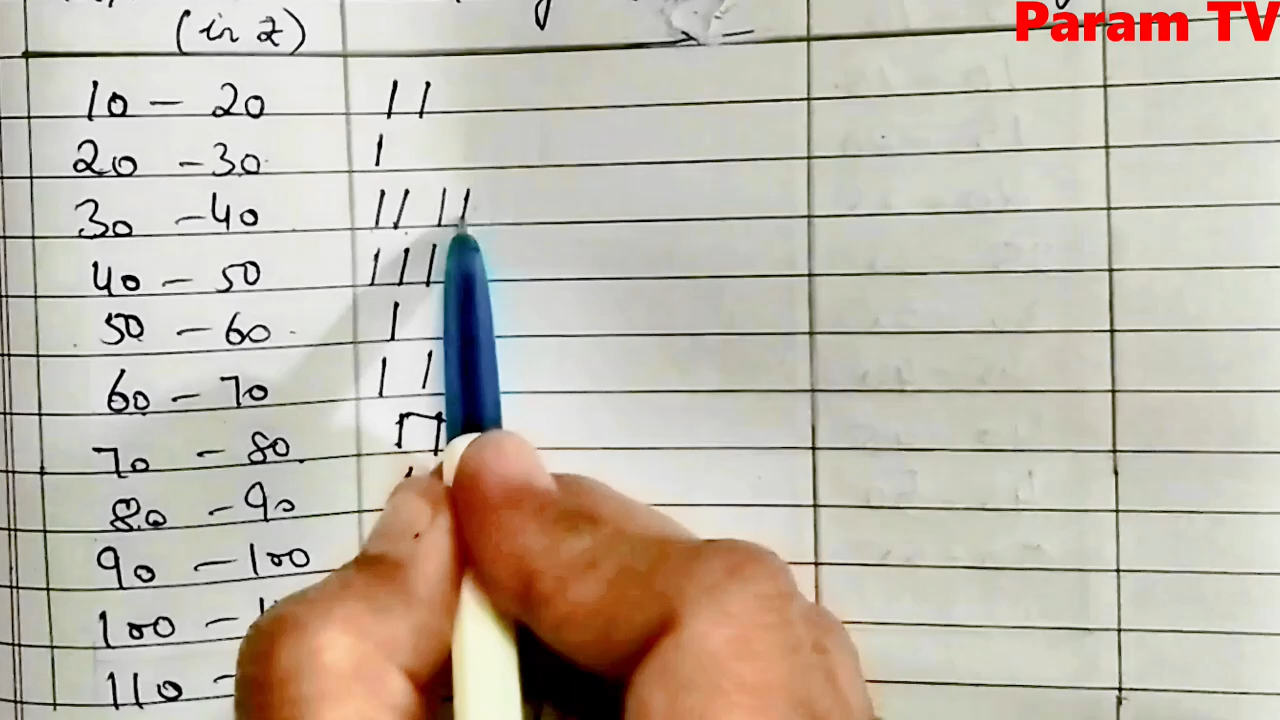 Param TV
(in ₹)
10 - 20 ||
20 - 30 |
30 - 40 || ||
40 - 50 |||
50 - 60 |
60 - 70 ||
70 - 80
80 - 90
90 - 100
100 -
110 -